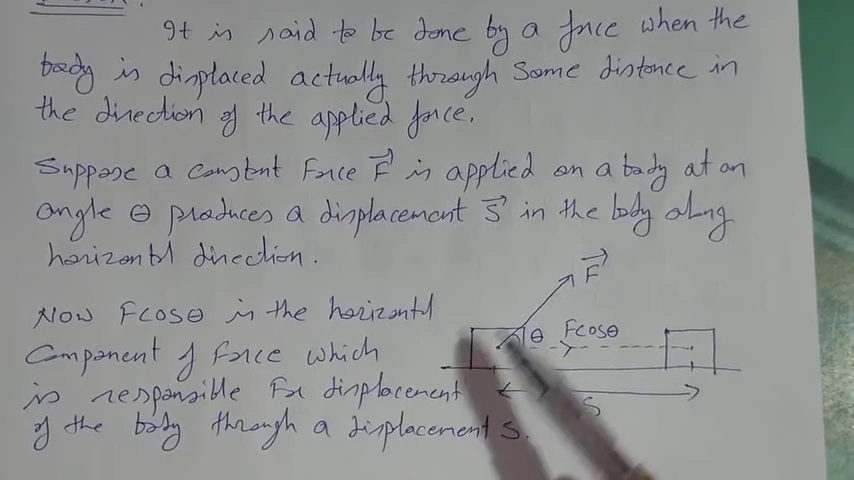 It is said to be done by a force when the
body is displaced actually through some distance in
the direction of the applied force.
Suppose a constant Force F⃗ is applied on a body at an
angle θ produces a displacement S⃗ in the body along
horizontal direction.
Now Fcosθ is the horizontal
Component of Force which
is responsible For displacement
of the body through a displacement S.
F⃗
θ Fcosθ
S